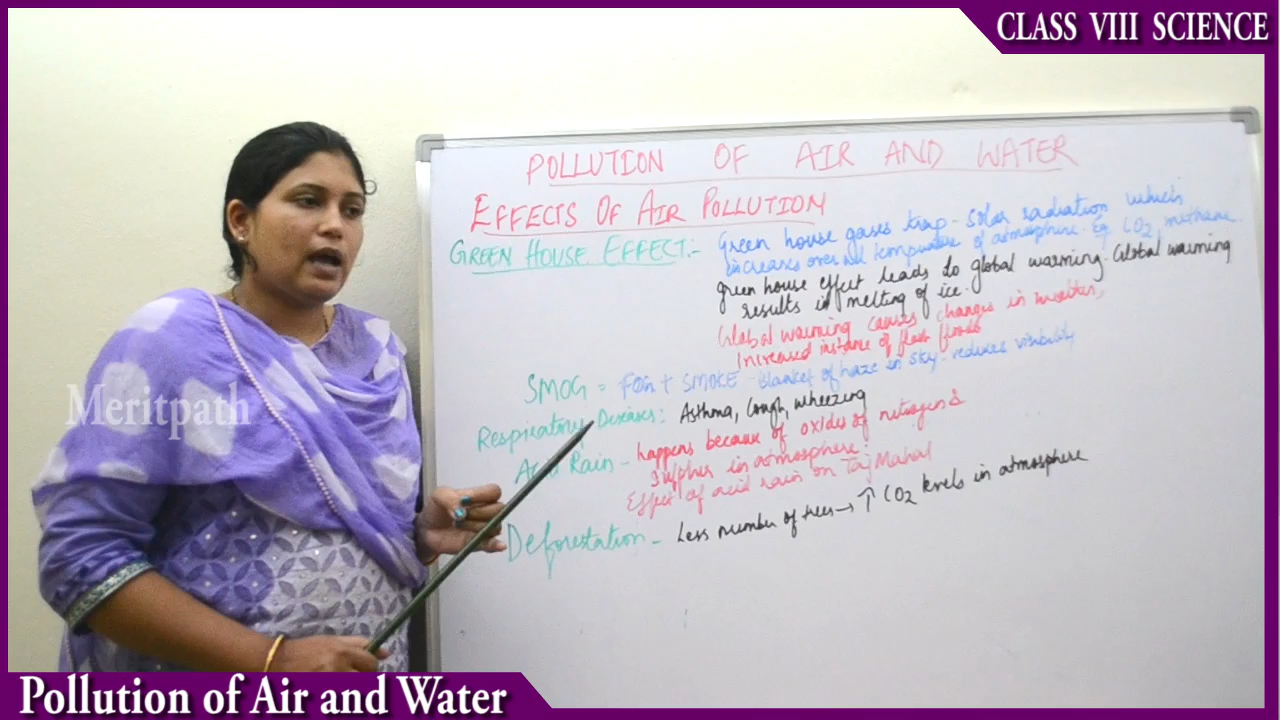 CLASS VIII SCIENCE
POLLUTION OF AIR AND WATER
EFFECTS OF AIR POLLUTION
GREEN HOUSE EFFECT:- Green house gases trap - solar radiation which
increases over all temperature of atmosphere. Eg CO2, methane.
green house effect leads to global warming. Global warming
results in melting of ice.
Global warming causes changes in weather,
Increased instance of flash floods
SMOG = FOG + SMOKE - Blanket of haze in sky - reduces visibility
Respiratory Diseases: Asthma, Cough, wheezing
Acid Rain - happens because of oxides of nitrogen &
Sulpher in atmosphere.
Effect of acid rain on Taj Mahal
Deforestation - Less number of trees → ↑ CO2 levels in atmosphere
Meritpath
Pollution of Air and Water